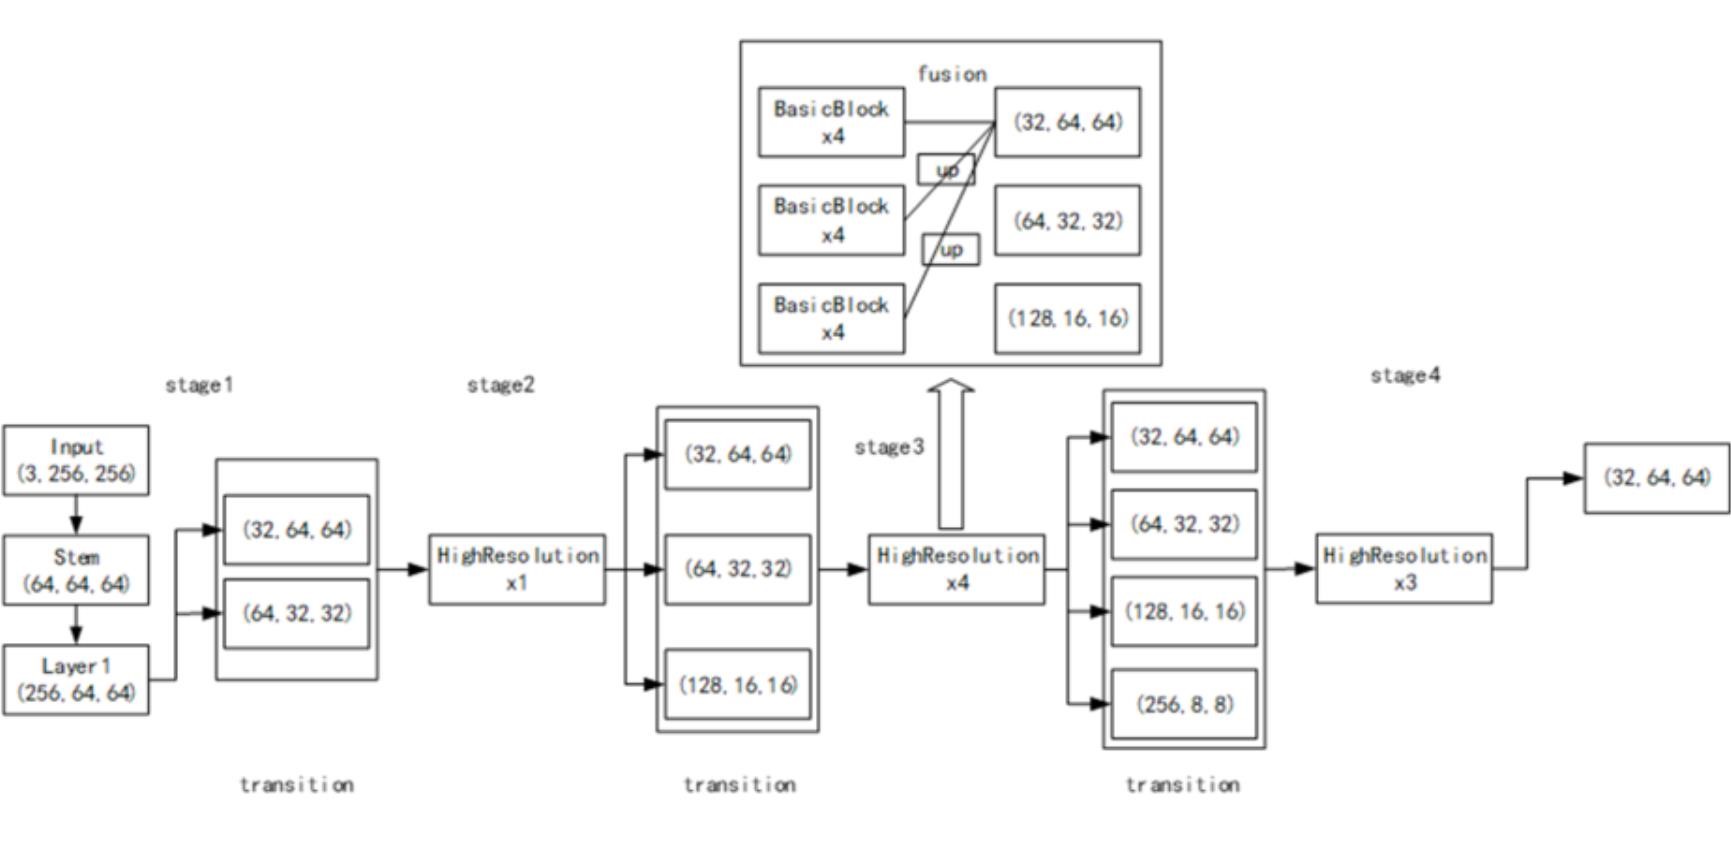 fusion
BasicBlock
x4
(32, 64, 64)
up
BasicBlock
x4
(64, 32, 32)
up
BasicBlock
x4
(128, 16, 16)
stage1
stage2
stage3
stage4
Input
(3, 256, 256)
Stem
(64, 64, 64)
Layer1
(256, 64, 64)
(32, 64, 64)
(64, 32, 32)
HighResolution
x1
(32, 64, 64)
(64, 32, 32)
(128, 16, 16)
HighResolution
x4
(32, 64, 64)
(64, 32, 32)
(128, 16, 16)
(256, 8, 8)
HighResolution
x3
(32, 64, 64)
transition
transition
transition